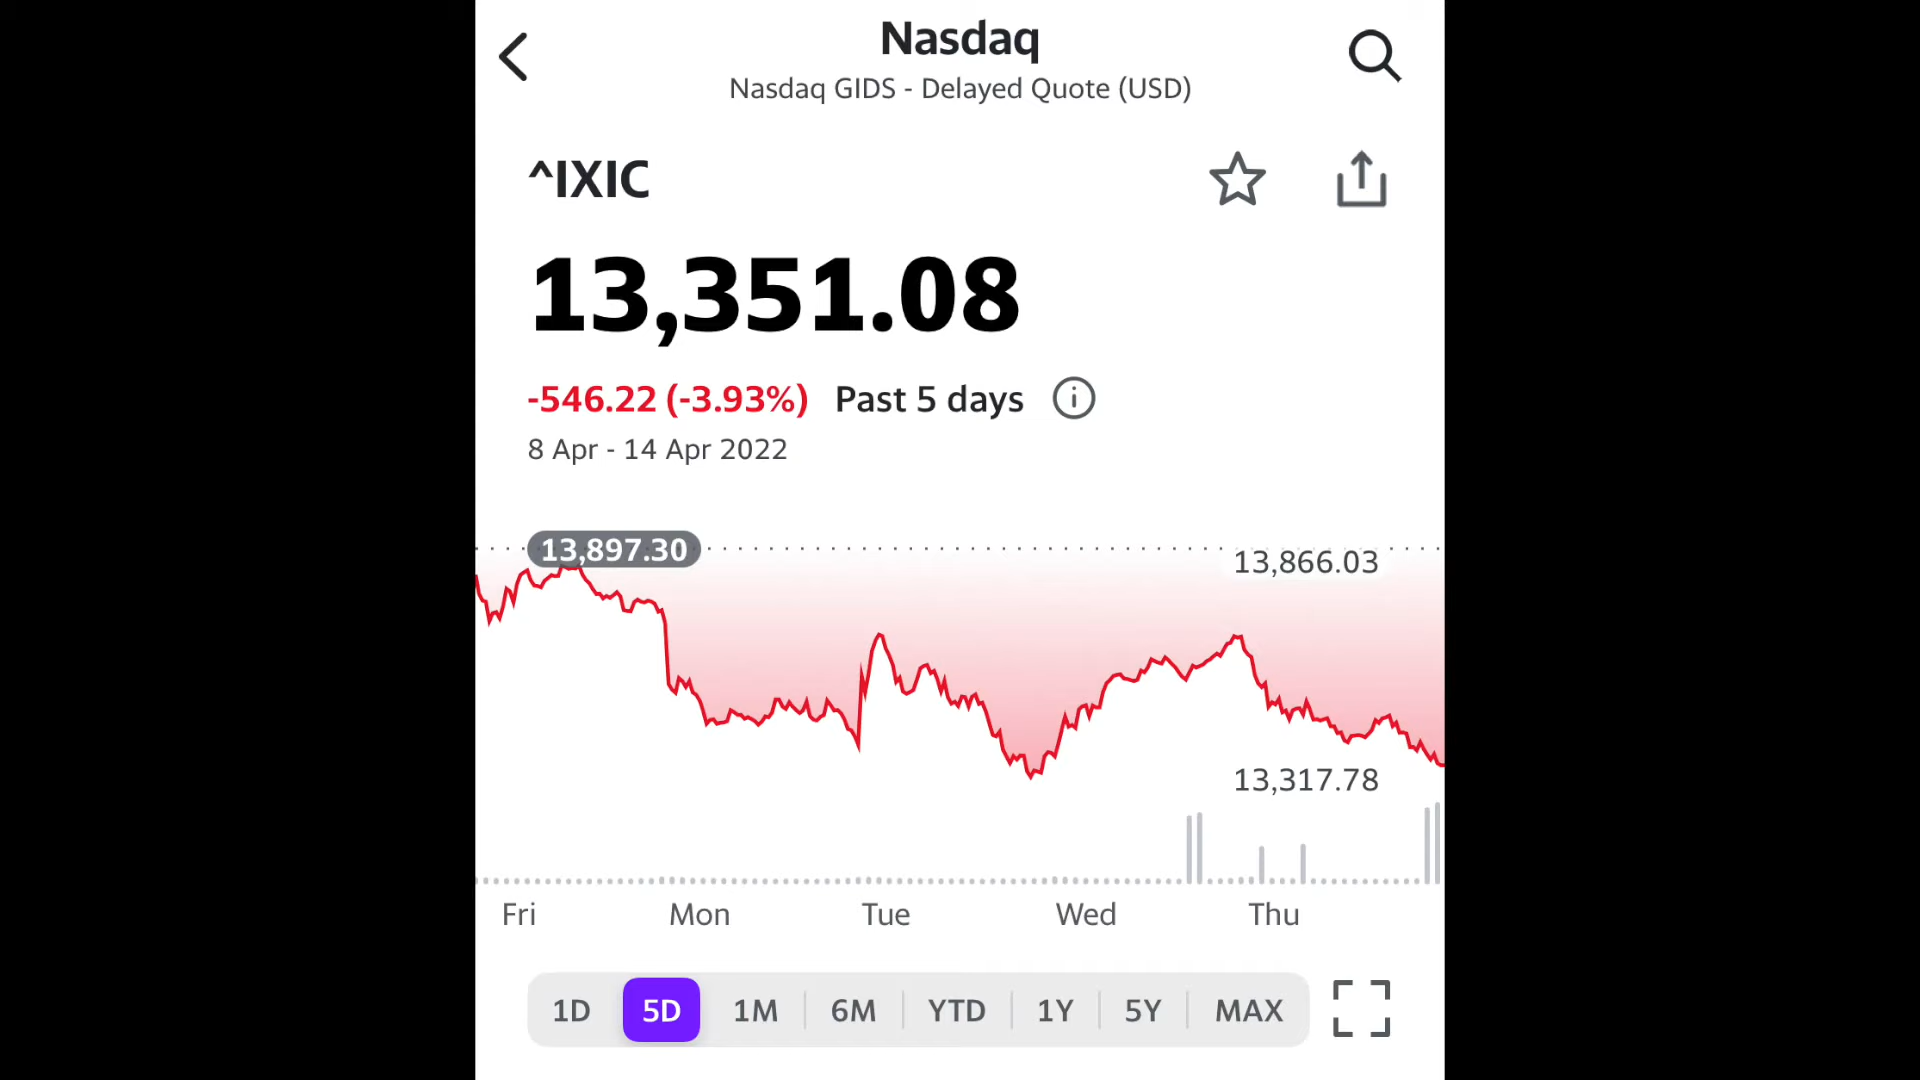 Nasdaq
Nasdaq GIDS - Delayed Quote (USD)
^IXIC
13,351.08
-546.22 (-3.93%) Past 5 days
8 Apr - 14 Apr 2022
13,897.30
13,866.03
13,317.78
Fri Mon Tue Wed Thu
1D 5D 1M 6M YTD 1Y 5Y MAX